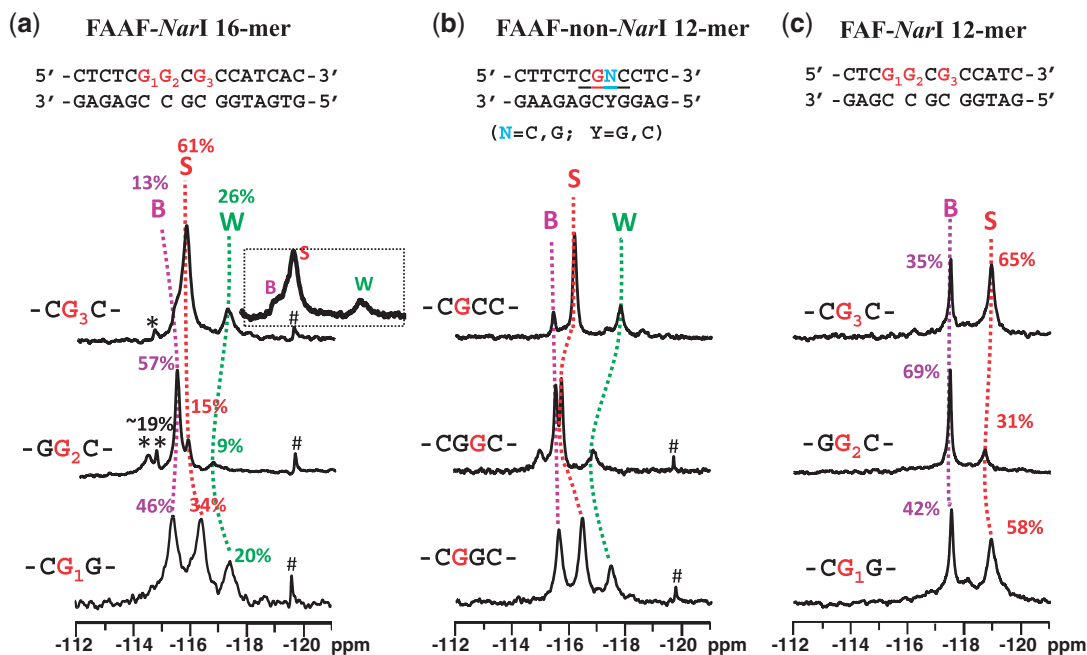 (a) FAAF-NarI 16-mer
5′ -CTCTCG1G2CG3CCATCAC-3′
3′ -GAGAGC C GC GGTAGTG-5′
61%
S
13%
B
26%
W
S
B
W
-CG3C-
*
#
57%
15%
~19%
* *
9%
#
-GG2C-
46%
34%
20%
#
-CG1G-
-112 -114 -116 -118 -120 ppm
(b) FAAF-non-NarI 12-mer
5′ -CTTCTCGNCCTC-3′
3′ -GAAGAGCYGGAG-5′
(N=C,G; Y=G,C)
S
B
W
-CGCC-
-CGGC-
#
-CGGC-
#
-112 -114 -116 -118 -120 ppm
(c) FAF-NarI 12-mer
5′ -CTCG1G2CG3CCATC-3′
3′ -GAGC C GC GGTAG-5′
B
S
35%
65%
-CG3C-
69%
31%
-GG2C-
42%
58%
-CG1G-
-112 -114 -116 -118 -120 ppm